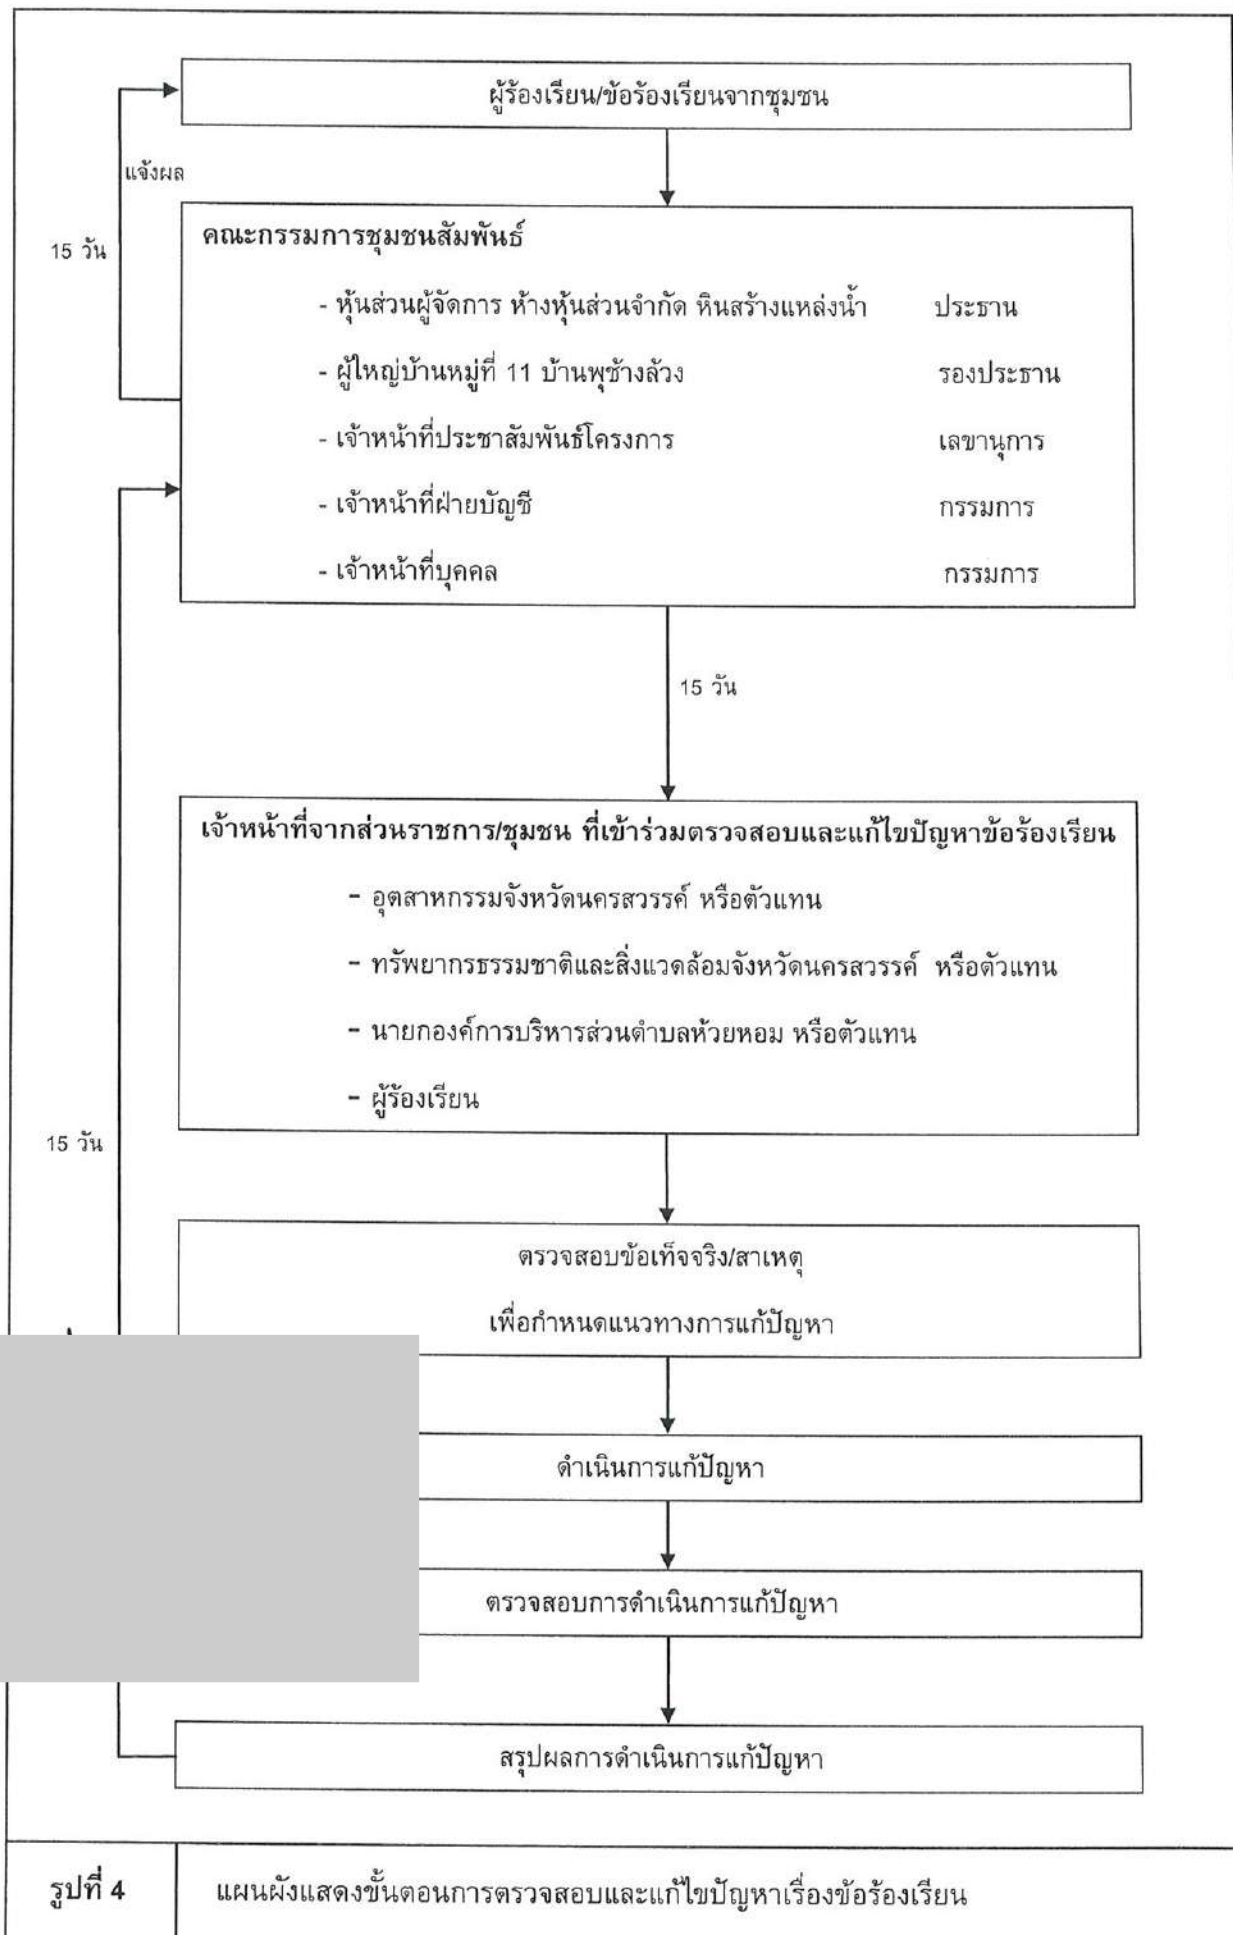 ผู้ร้องเรียน/ข้อร้องเรียนจากชุมชน
แจ้งผล
15 วัน
คณะกรรมการชุมชนสัมพันธ์
- หุ้นส่วนผู้จัดการ ห้างหุ้นส่วนจำกัด หินสร้างแหล่งน้ำ ประธาน
- ผู้ใหญ่บ้านหมู่ที่ 11 บ้านพุช้างล้วง รองประธาน
- เจ้าหน้าที่ประชาสัมพันธ์โครงการ เลขานุการ
- เจ้าหน้าที่ฝ่ายบัญชี กรรมการ
- เจ้าหน้าที่บุคคล กรรมการ
15 วัน
เจ้าหน้าที่จากส่วนราชการ/ชุมชน ที่เข้าร่วมตรวจสอบและแก้ไขปัญหาข้อร้องเรียน
- อุตสาหกรรมจังหวัดนครสวรรค์ หรือตัวแทน
- ทรัพยากรธรรมชาติและสิ่งแวดล้อมจังหวัดนครสวรรค์ หรือตัวแทน
- นายกองค์การบริหารส่วนตำบลห้วยหอม หรือตัวแทน
- ผู้ร้องเรียน
15 วัน
ตรวจสอบข้อเท็จจริง/สาเหตุ
เพื่อกำหนดแนวทางการแก้ปัญหา
ดำเนินการแก้ปัญหา
ตรวจสอบการดำเนินการแก้ปัญหา
สรุปผลการดำเนินการแก้ปัญหา
รูปที่ 4 แผนผังแสดงขั้นตอนการตรวจสอบและแก้ไขปัญหาเรื่องข้อร้องเรียน